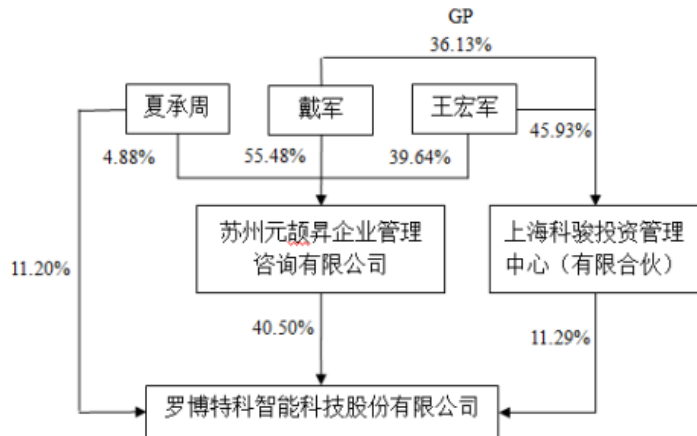 GP
36.13%
夏承周
戴军
王宏军
4.88%
55.48%
39.64%
45.93%
苏州元颉昇企业管理
咨询有限公司
上海科骏投资管理
中心（有限合伙）
11.20%
40.50%
11.29%
罗博特科智能科技股份有限公司